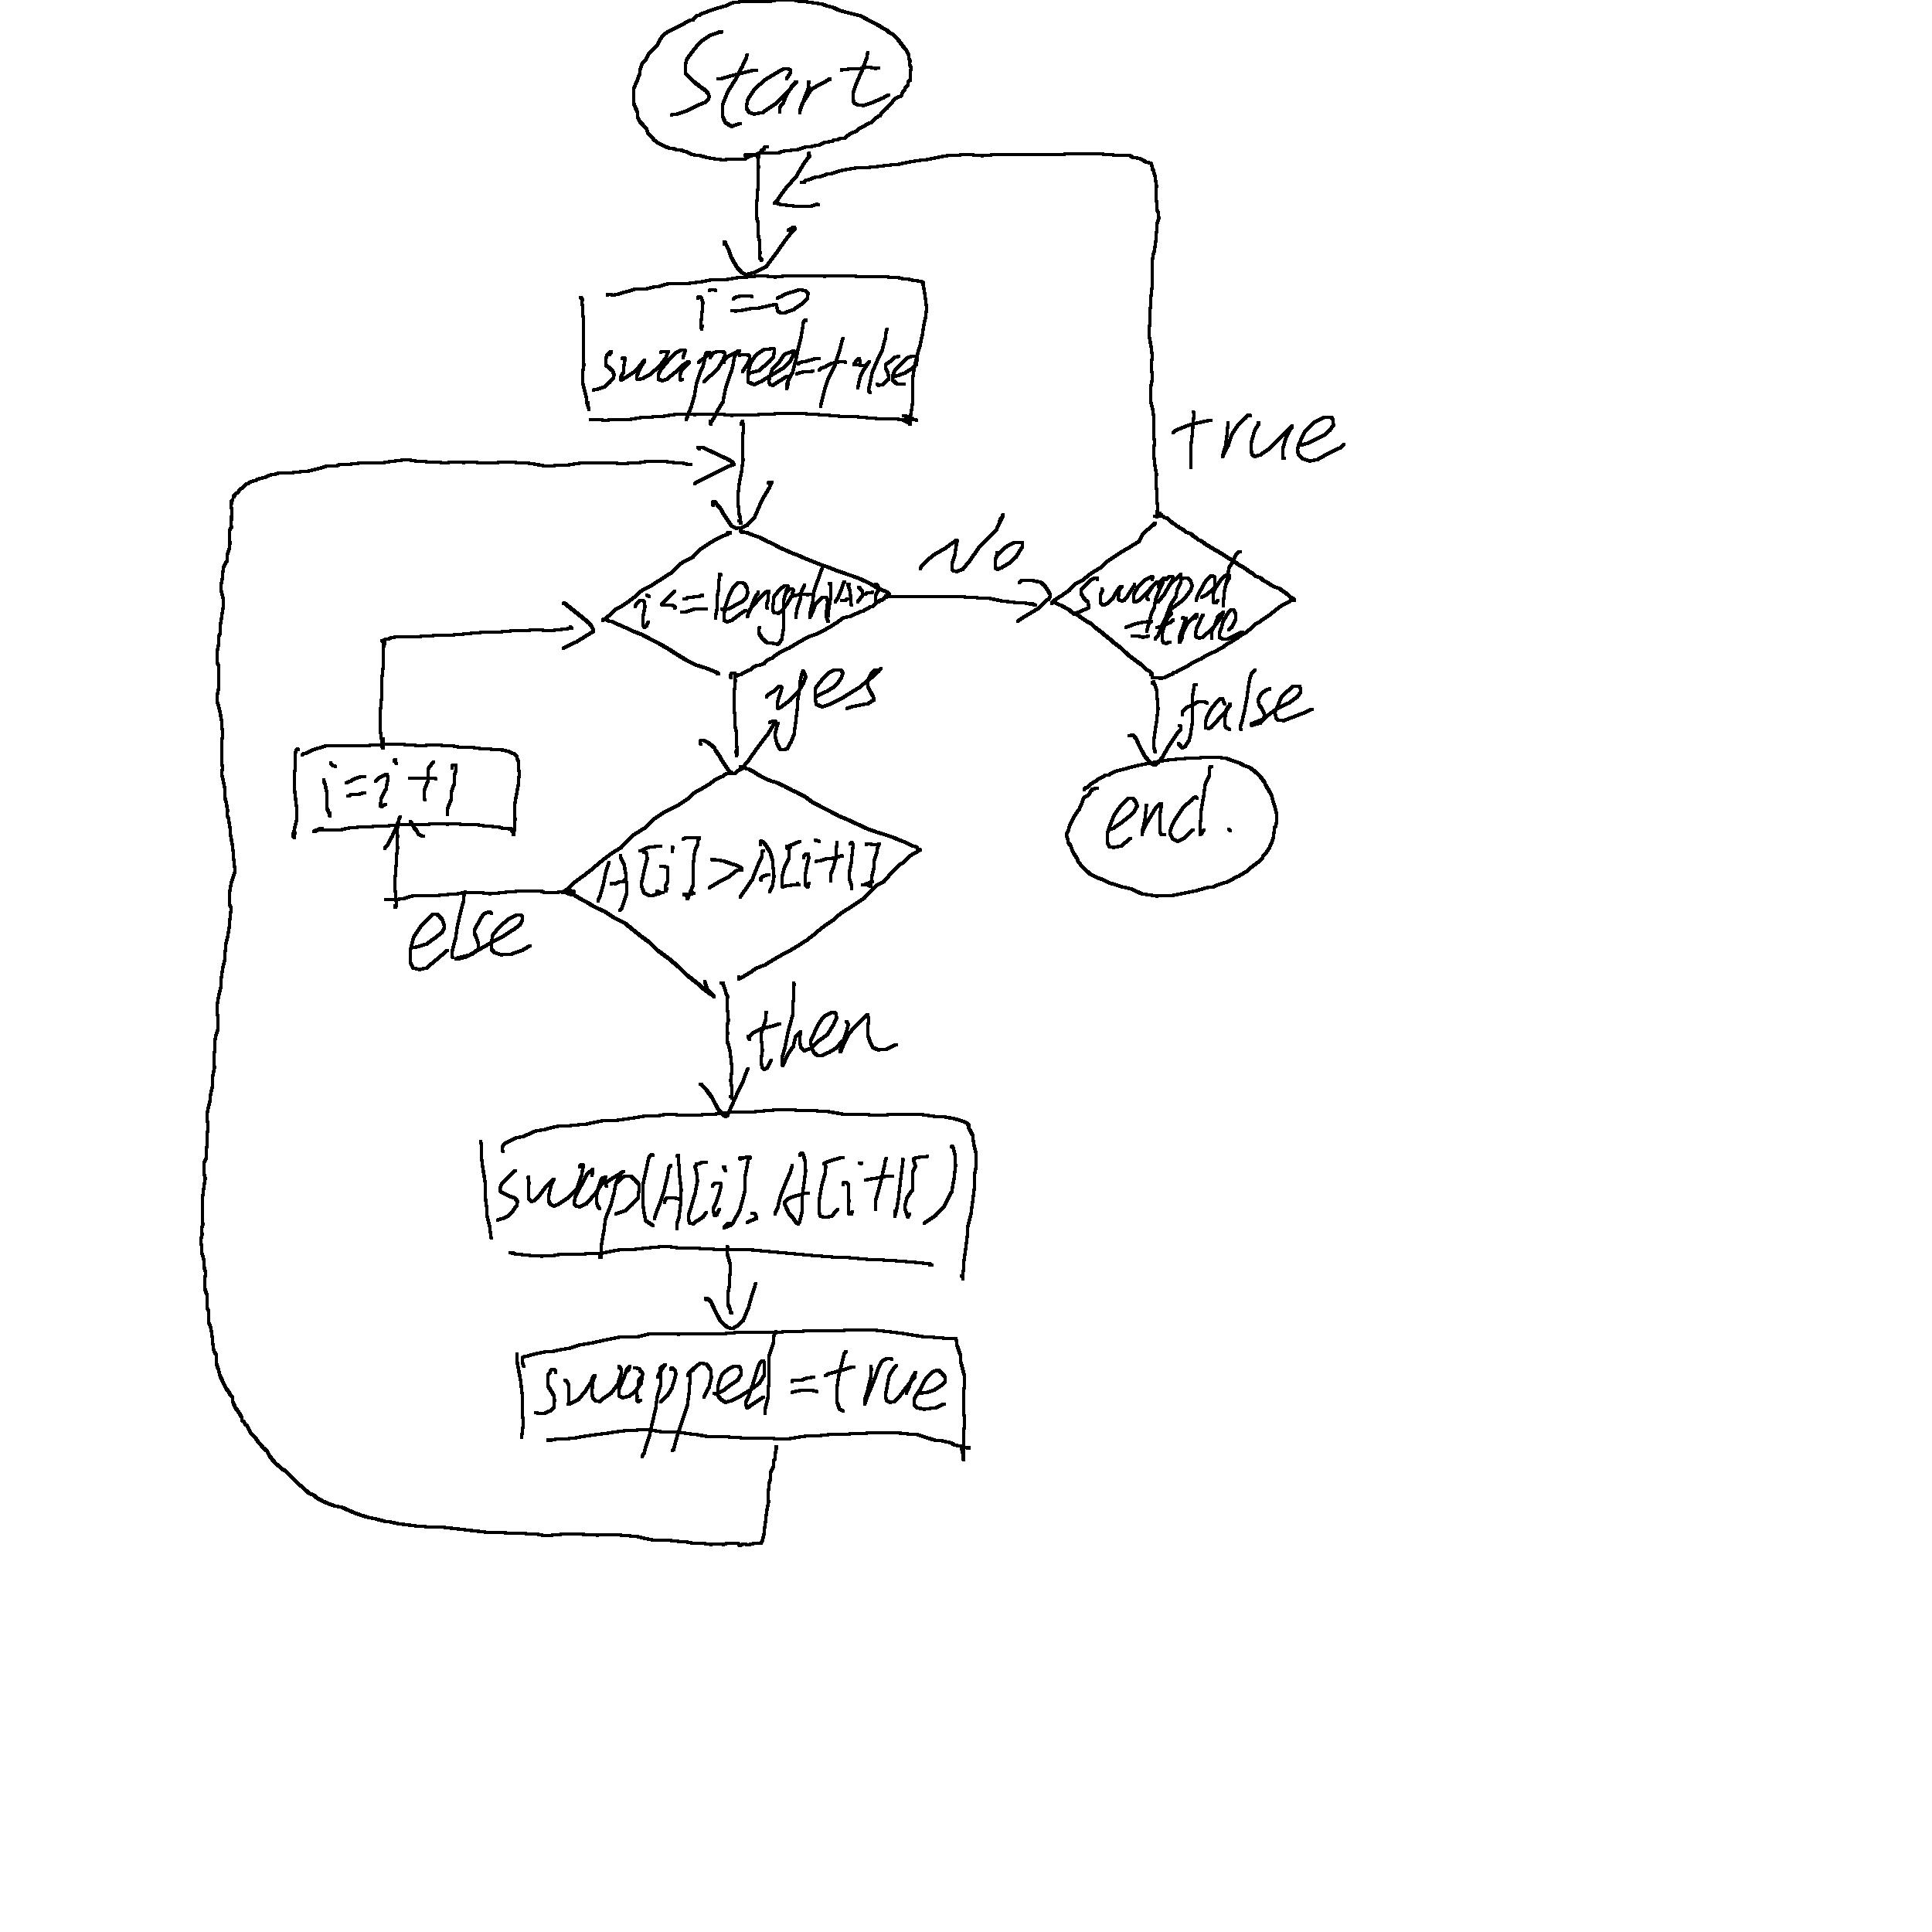 Start
i=0
swapped=false
true
i<=length(A)-1
No
swapped
=true
yes
false
i=i+1
end.
A[i]>A[i+1]
else
then
swap(A[i],A[i+1])
swapped=true